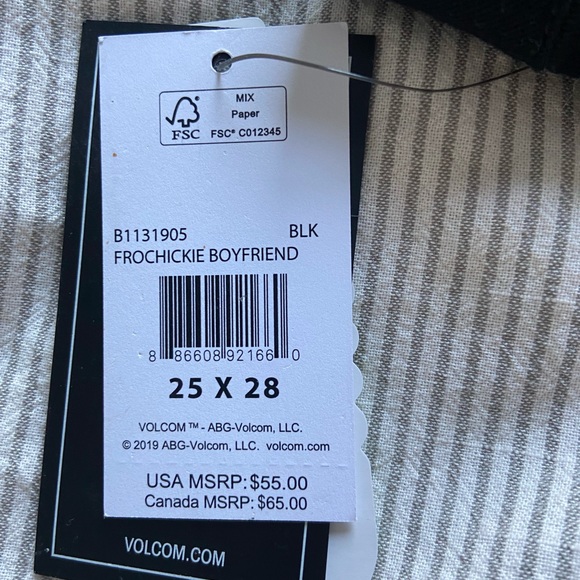 MIX
Paper
FSC® C012345
FSC
B1131905 BLK
FROCHICKIE BOYFRIEND
8 86608 92166 0
25 X 28
VOLCOM™ - ABG-Volcom, LLC.
© 2019 ABG-Volcom, LLC. volcom.com
USA MSRP: $55.00
Canada MSRP: $65.00
VOLCOM.COM